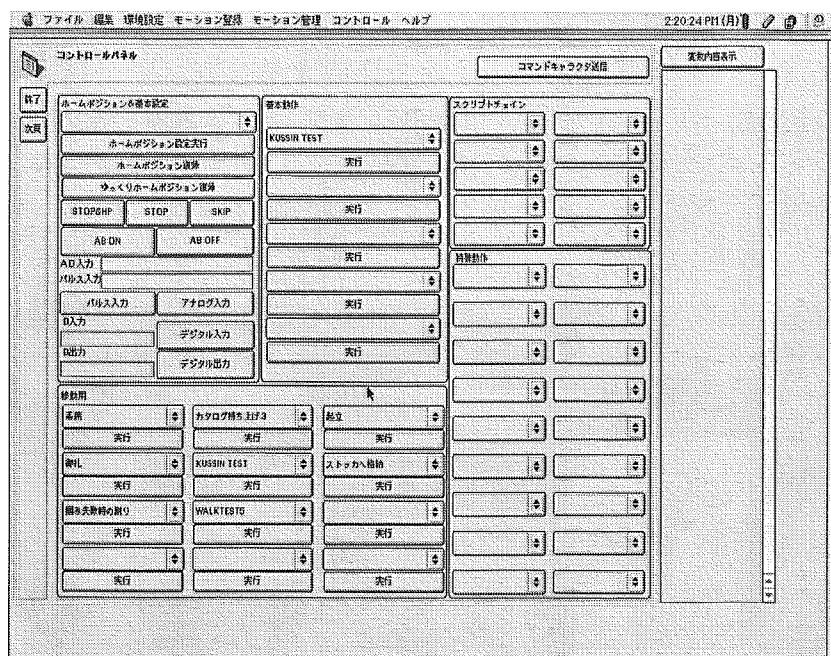 ファイル 編集 環境設定 モーション登録 モーション管理 コントロール ヘルプ 2:20:24 PM (月)
コントロールパネル
コマンドキャラクタ送信
変数内容表示
終了
次頁
ホームポジション&基本設定
ホームポジション設定実行
ホームポジション復帰
ゆっくりホームポジション復帰
STOP&HP STOP SKIP
AB ON AB OFF
AD入力
パルス入力
パルス入力 アナログ入力
D入力
デジタル入力
D出力
デジタル出力
基本動作
KUSSIN TEST
実行
実行
実行
実行
実行
スクリプトチェイン
特殊動作
移動用
カタログ持ち上げ3 起立
実行 実行 実行
御礼 KUSSIN TEST ストッカへ格納
実行 実行 実行
掴み失敗時の謝り WALKTEST5
実行 実行 実行
実行 実行 実行